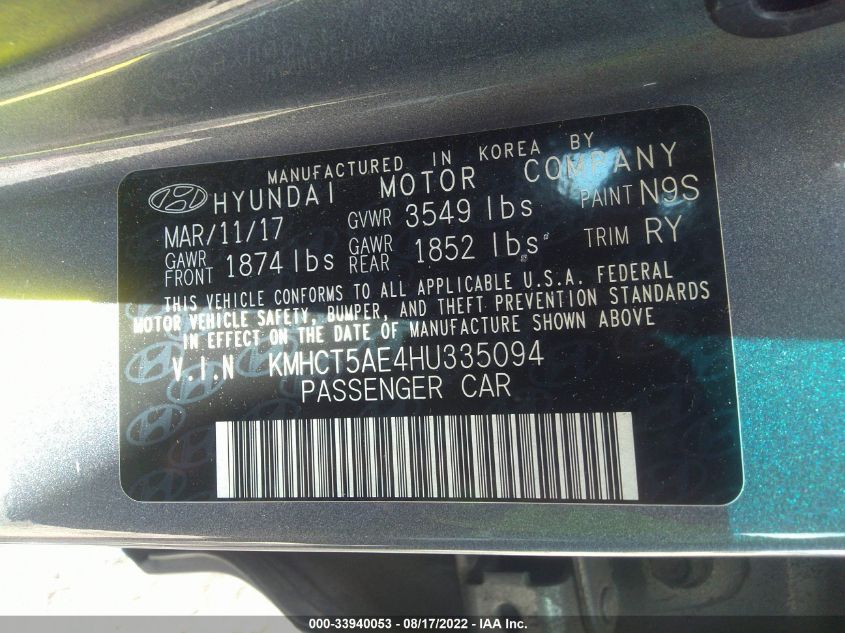 MANUFACTURED IN KOREA BY
HYUNDAI MOTOR COMPANY
MAR/11/17 GVWR 3549 lbs PAINT N9S
GAWR FRONT 1874 lbs GAWR REAR 1852 lbs TRIM RY
THIS VEHICLE CONFORMS TO ALL APPLICABLE U.S.A. FEDERAL
MOTOR VEHICLE SAFETY, BUMPER, AND THEFT PREVENTION STANDARDS
IN EFFECT ON THE DATE OF MANUFACTURE SHOWN ABOVE
V.I.N KMHCT5AE4HU335094
PASSENGER CAR
000-33940053 - 08/17/2022 - IAA Inc.